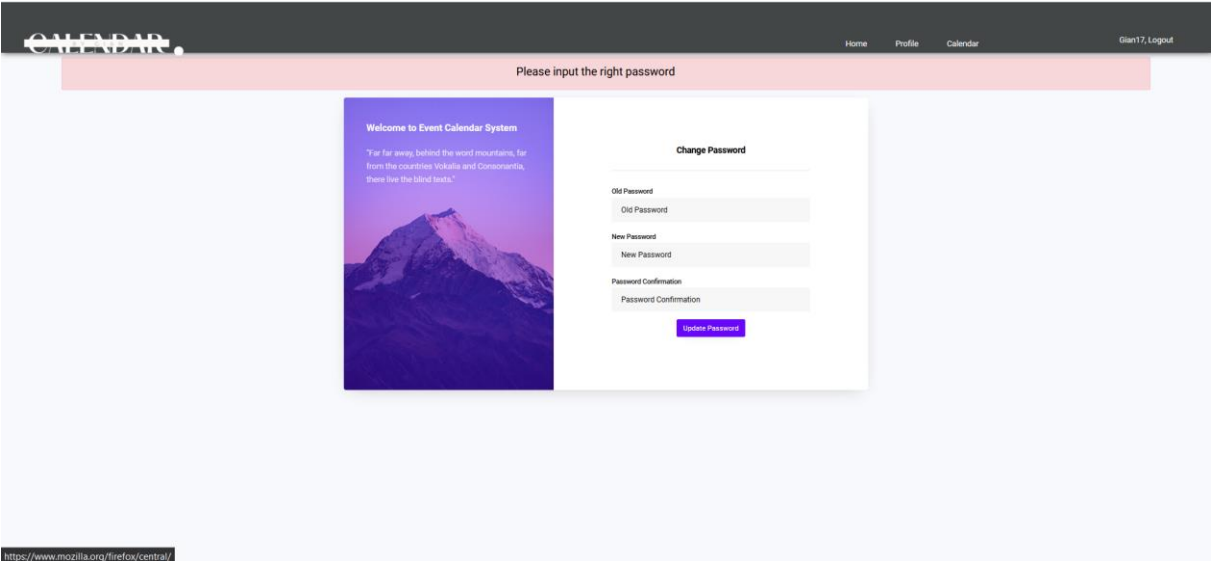 CALENDAR.
Home Profile Calendar Gian17, Logout
Please input the right password
Welcome to Event Calendar System
"Far far away, behind the word mountains, far
from the countries Vokalia and Consonantia,
there live the blind texts."
Change Password
Old Password
Old Password
New Password
New Password
Password Confirmation
Password Confirmation
Update Password
https://www.mozilla.org/firefox/central/